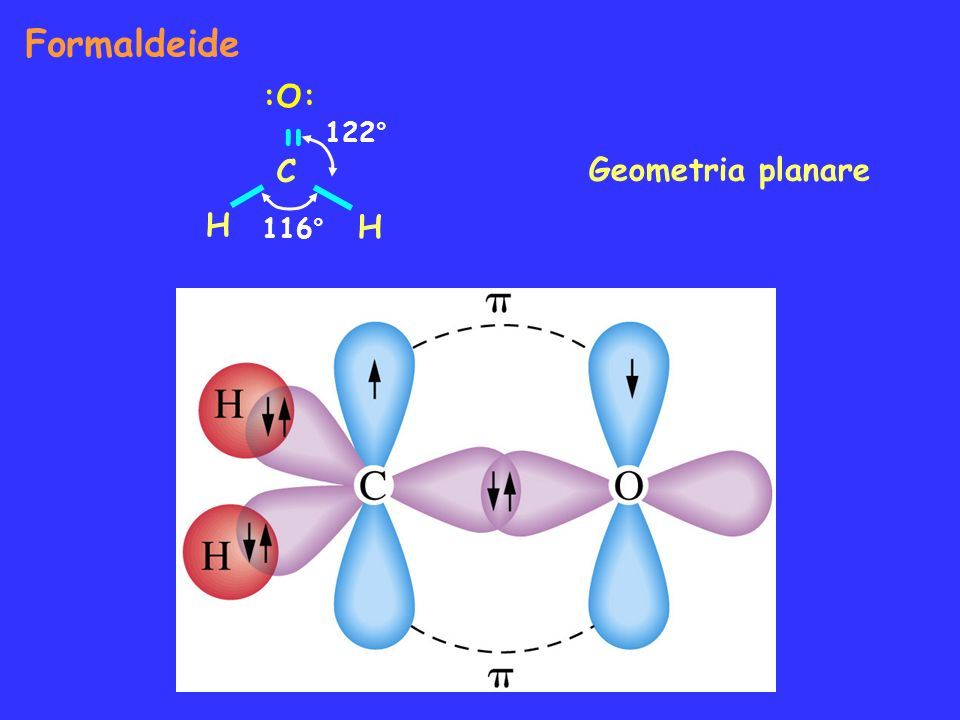 Formaldeide
:O:
122°
C
Geometria planare
H 116° H
π
H
C O
H
π